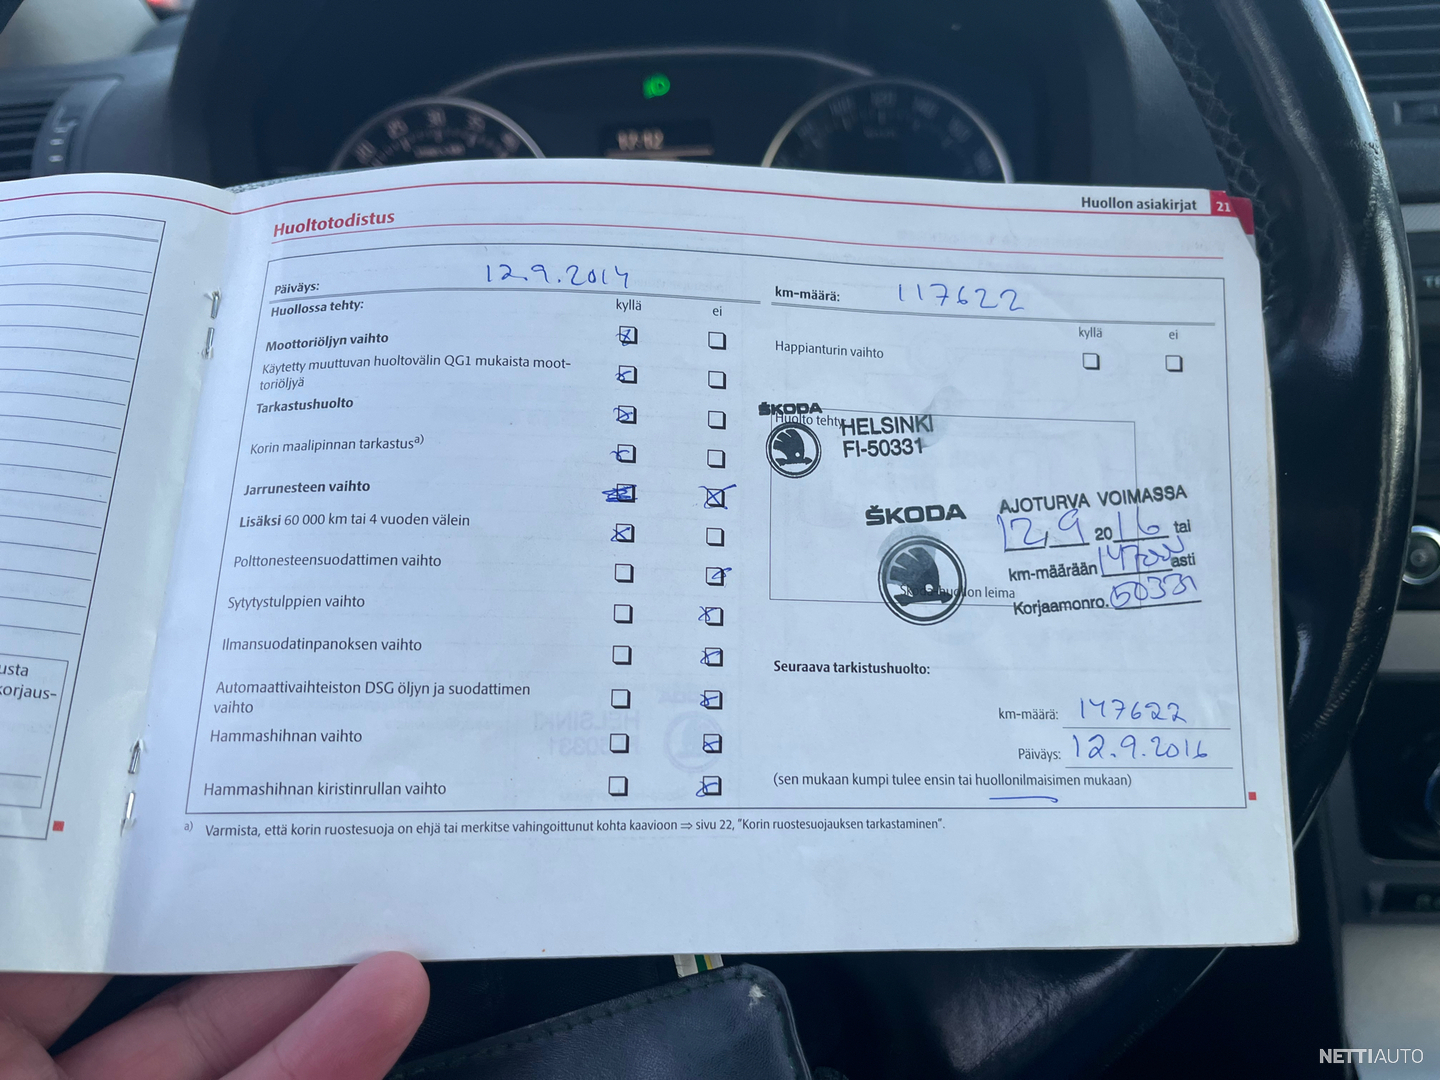 Huollon asiakirjat 21
Huoltotodistus
Päiväys: 12.9.2014
km-määrä: 117622
Huollossa tehty: kyllä ei
kyllä ei
Moottoriöljyn vaihto
Happianturin vaihto
Käytetty muuttuvan huoltovälin QG1 mukaista moot-
toriöljyä
Tarkastushuolto
Korin maalipinnan tarkastus a)
Jarrunesteen vaihto
Lisäksi 60 000 km tai 4 vuoden välein
Polttonesteensuodattimen vaihto
Sytytystulppien vaihto
Ilmansuodatinpanoksen vaihto
Automaattivaihteiston DSG öljyn ja suodattimen
vaihto
Hammashihnan vaihto
Hammashihnan kiristinrullan vaihto
ŠKODA
Huolto tehty
HELSINKI
FI-50331
ŠKODA
AJOTURVA VOIMASSA
12.9 2016 tai
km-määrään asti
Korjaamonro. 50331
on leima
Seuraava tarkistushuolto:
km-määrä: 147622
Päiväys: 12.9.2016
(sen mukaan kumpi tulee ensin tai huollonilmaisimen mukaan)
a) Varmista, että korin ruostesuoja on ehjä tai merkitse vahingoittunut kohta kaavioon ⇒ sivu 22, "Korin ruostesuojauksen tarkastaminen".
usta
korjaus-
NETTIAUTO